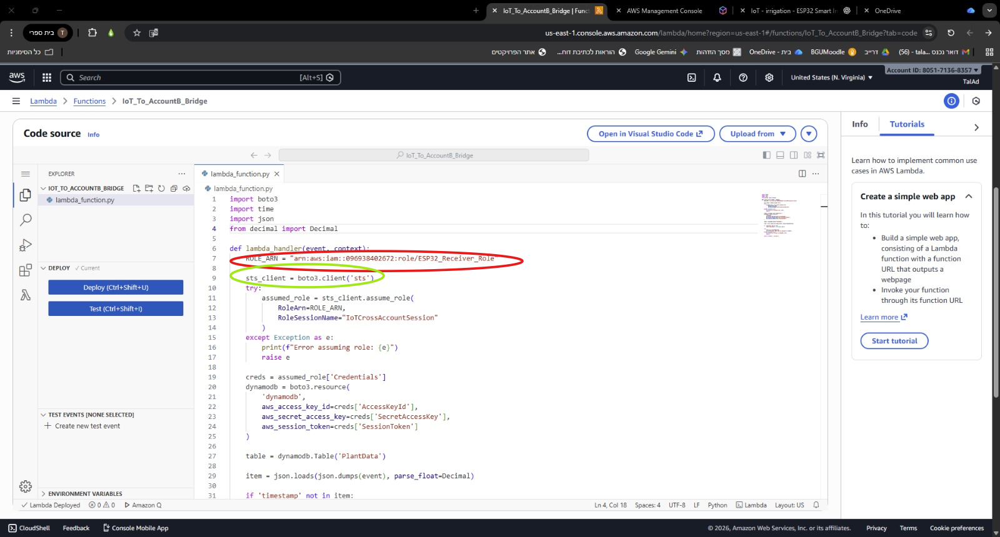 IoT_To_AccountB_Bridge | Funct
AWS Management Console
IoT - irrigation - ESP32 Smart In
OneDrive
בית ספרי
T
us-east-1.console.aws.amazon.com/lambda/home?region=us-east-1#/functions/IoT_To_AccountB_Bridge?tab=code
כל הסימניות
אתר הפרויקטים
הוראות לכתיבת דוח...
Google Gemini
מסך הזדהות
בית - OneDrive
BGUMoodle
דרייב
דואר נכנס (56) - tala...
aws
Search
[Alt+S]
United States (N. Virginia)
Account ID: 8051-7136-8357
TalAd
Lambda
Functions
IoT_To_AccountB_Bridge
Code source
Info
Open in Visual Studio Code
Upload from
Info
Tutorials
IoT_To_AccountB_Bridge
EXPLORER
IOT_TO_ACCOUNTB_BRIDGE
lambda_function.py
DEPLOY
Current
Deploy (Ctrl+Shift+U)
Test (Ctrl+Shift+I)
TEST EVENTS [NONE SELECTED]
Create new test event
ENVIRONMENT VARIABLES
lambda_function.py
lambda_function.py
1 import boto3
2 import time
3 import json
4 from decimal import Decimal
5
6 def lambda_handler(event, context):
7 ROLE_ARN = "arn:aws:iam::096938402672:role/ESP32_Receiver_Role"
8
9 sts_client = boto3.client('sts')
10 try:
11 assumed_role = sts_client.assume_role(
12 RoleArn=ROLE_ARN,
13 RoleSessionName="IoTCrossAccountSession"
14 )
15 except Exception as e:
16 print(f"Error assuming role: {e}")
17 raise e
18
19 creds = assumed_role['Credentials']
20 dynamodb = boto3.resource(
21 'dynamodb',
22 aws_access_key_id=creds['AccessKeyId'],
23 aws_secret_access_key=creds['SecretAccessKey'],
24 aws_session_token=creds['SessionToken']
25 )
26
27 table = dynamodb.Table('PlantData')
28
29 item = json.loads(json.dumps(event), parse_float=Decimal)
30
31 if 'timestamp' not in item:
Learn how to implement common use
cases in AWS Lambda.
Create a simple web app
In this tutorial you will learn how
to:
• Build a simple web app,
consisting of a Lambda
function with a function
URL that outputs a
webpage
• Invoke your function
through its function URL
Learn more
Start tutorial
Lambda Deployed
0 0
Amazon Q
Ln 4, Col 18
Spaces: 4
UTF-8
LF
Python
Lambda
Layout: US
CloudShell
Feedback
Console Mobile App
© 2026, Amazon Web Services, Inc. or its affiliates.
Privacy
Terms
Cookie preferences